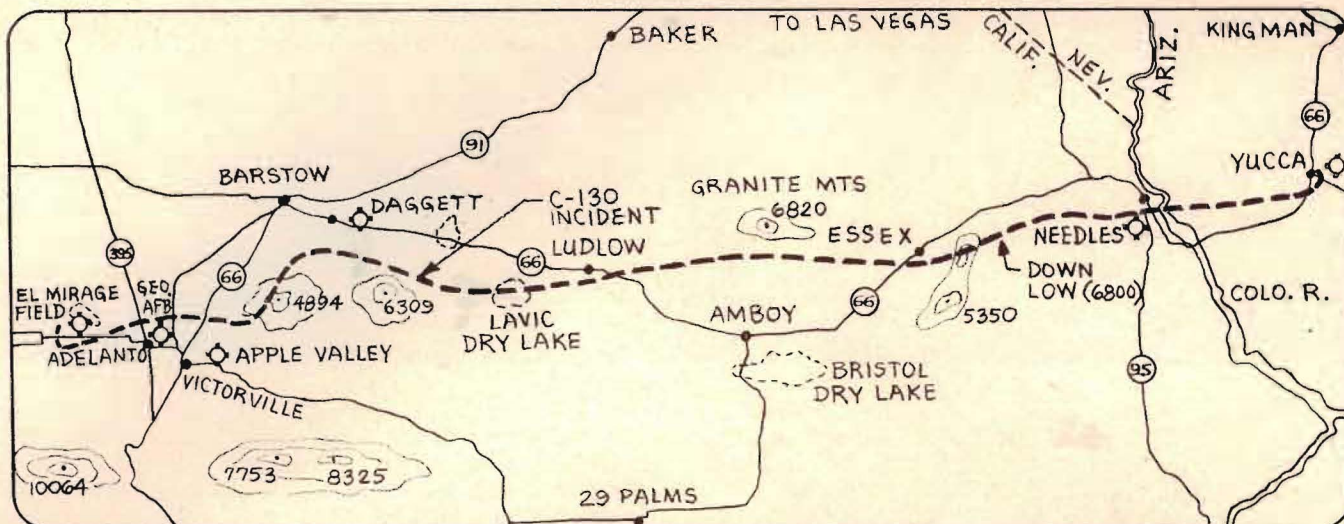 TO LAS VEGAS
BAKER
CALIF.
NEV.
ARIZ.
KINGMAN
91
66
BARSTOW
DAGGETT
C-130
INCIDENT
GRANITE MTS
6820
YUCCA
395
66
LUDLOW
66
ESSEX
NEEDLES
EL MIRAGE
FIELD
GEO.
AFB
4894
6309
LAVIC
DRY LAKE
DOWN
LOW (6800)
COLO. R.
ADELANTO
APPLE VALLEY
AMBOY
66
5350
VICTORVILLE
BRISTOL
DRY LAKE
95
10064
7753
8325
29 PALMS